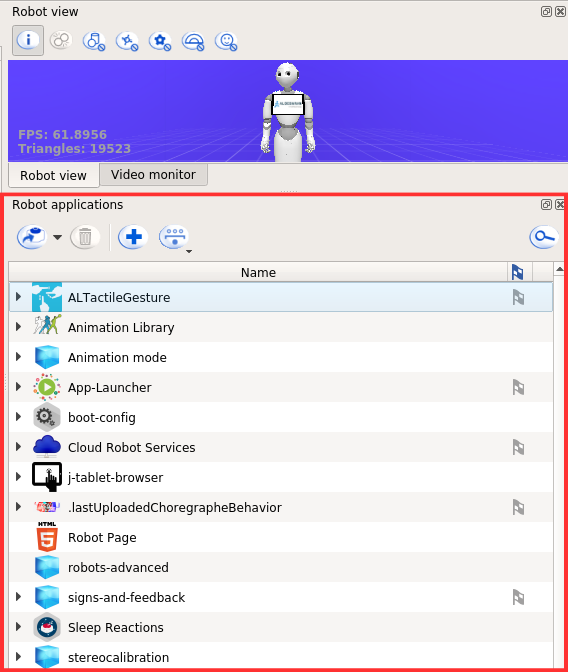 Robot view
FPS: 61.8956
Triangles: 19523
Robot view
Video monitor
Robot applications
Name
ALTactileGesture
Animation Library
Animation mode
App-Launcher
boot-config
Cloud Robot Services
j-tablet-browser
.lastUploadedChoregrapheBehavior
HTML
5
Robot Page
robots-advanced
signs-and-feedback
Sleep Reactions
stereocalibration